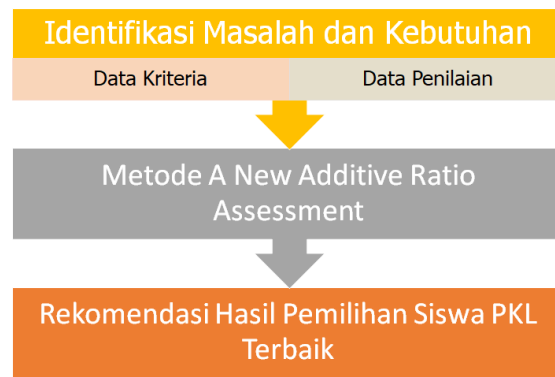 Identifikasi Masalah dan Kebutuhan
Data Kriteria
Data Penilaian
Metode A New Additive Ratio
Assessment
Rekomendasi Hasil Pemilihan Siswa PKL
Terbaik